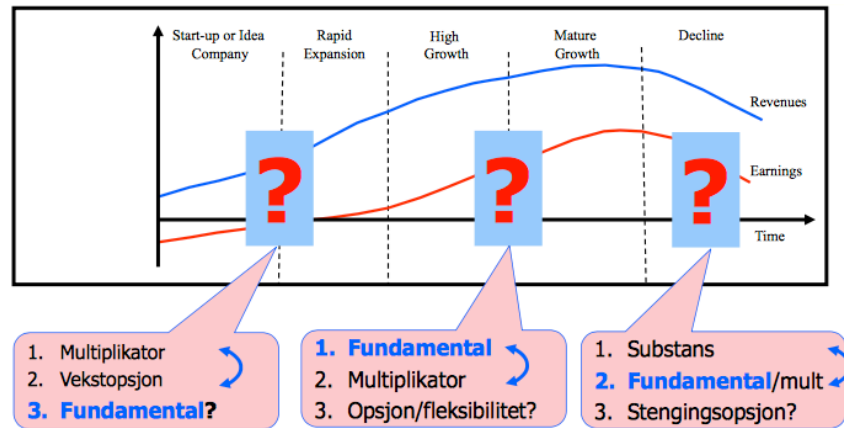 Start-up or Idea
Company
Rapid
Expansion
High
Growth
Mature
Growth
Decline
Revenues
?
?
?
Earnings
Time
1. Multiplikator
2. Vekstopsjon
3. Fundamental?
1. Fundamental
2. Multiplikator
3. Opsjon/fleksibilitet?
1. Substans
2. Fundamental/mult
3. Stengingsopsjon?